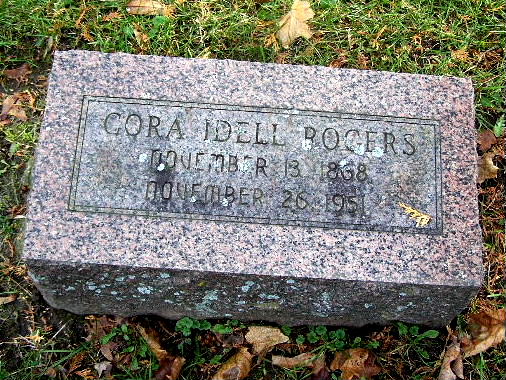 CORA IDELL ROGERS
NOVEMBER 13 1868
NOVEMBER 26 1951